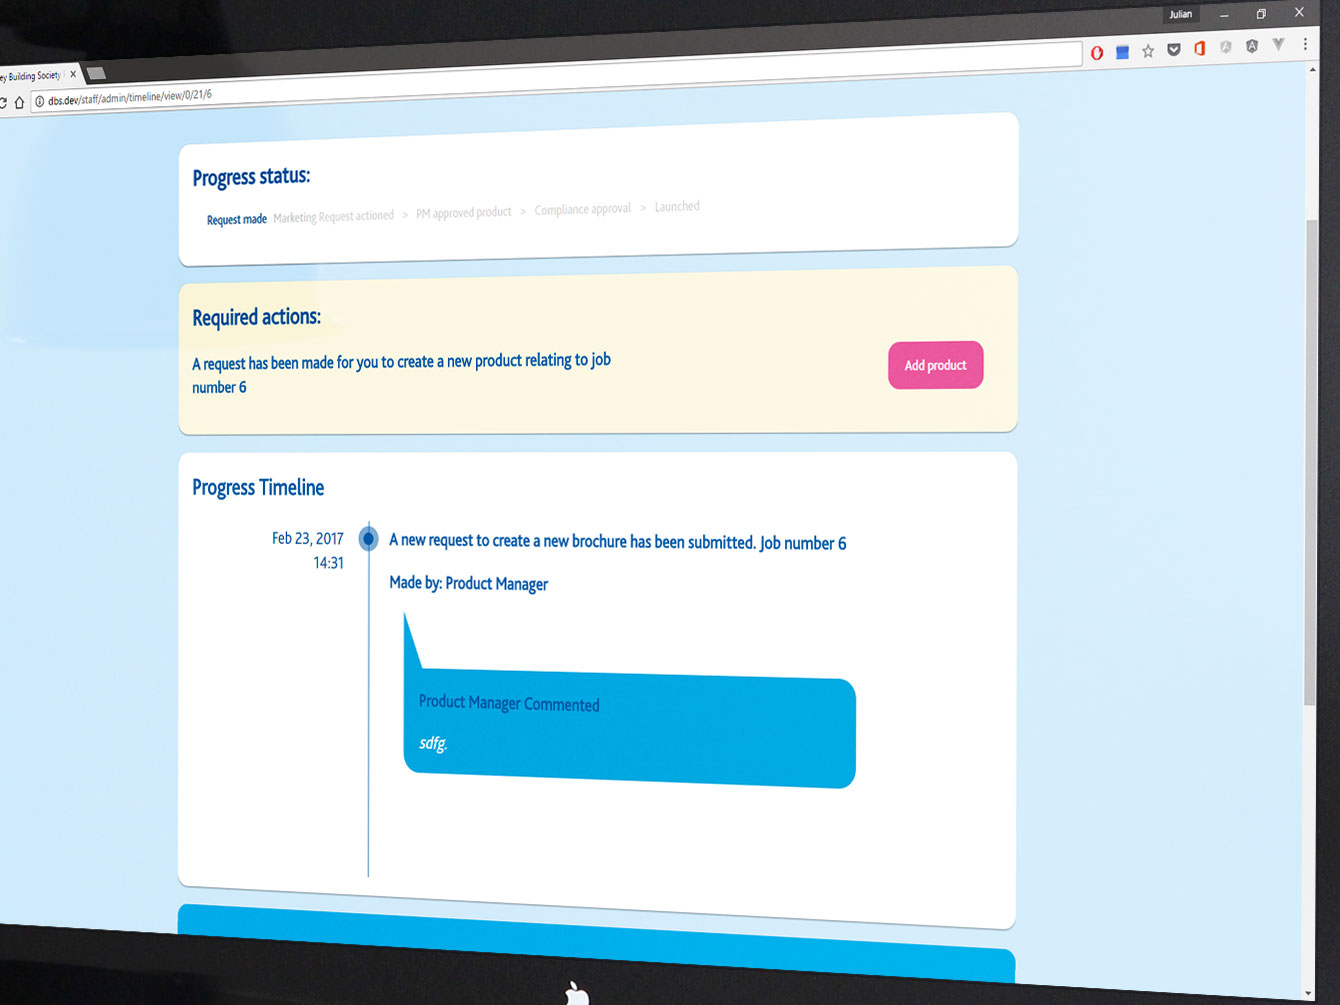 Julian
ey Building Society
dbs.dev/staff/admin/timeline/view/0/21/6
Progress status:
Request made Marketing Request actioned > PM approved product > Compliance approval > Launched
Required actions:
A request has been made for you to create a new product relating to job
number 6
Add product
Progress Timeline
Feb 23, 2017
14:31
A new request to create a new brochure has been submitted. Job number 6
Made by: Product Manager
Product Manager Commented
sdfg.